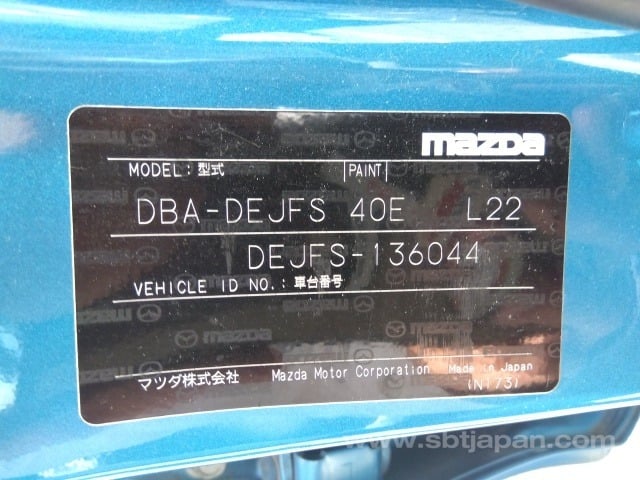 mazda
MODEL: 型式 PAINT
DBA-DEJFS 40E L22
DEJFS-136044
VEHICLE ID NO.: 車台番号
マツダ株式会社 Mazda Motor Corporation Made in Japan
(N173)
www.sbtjapan.com